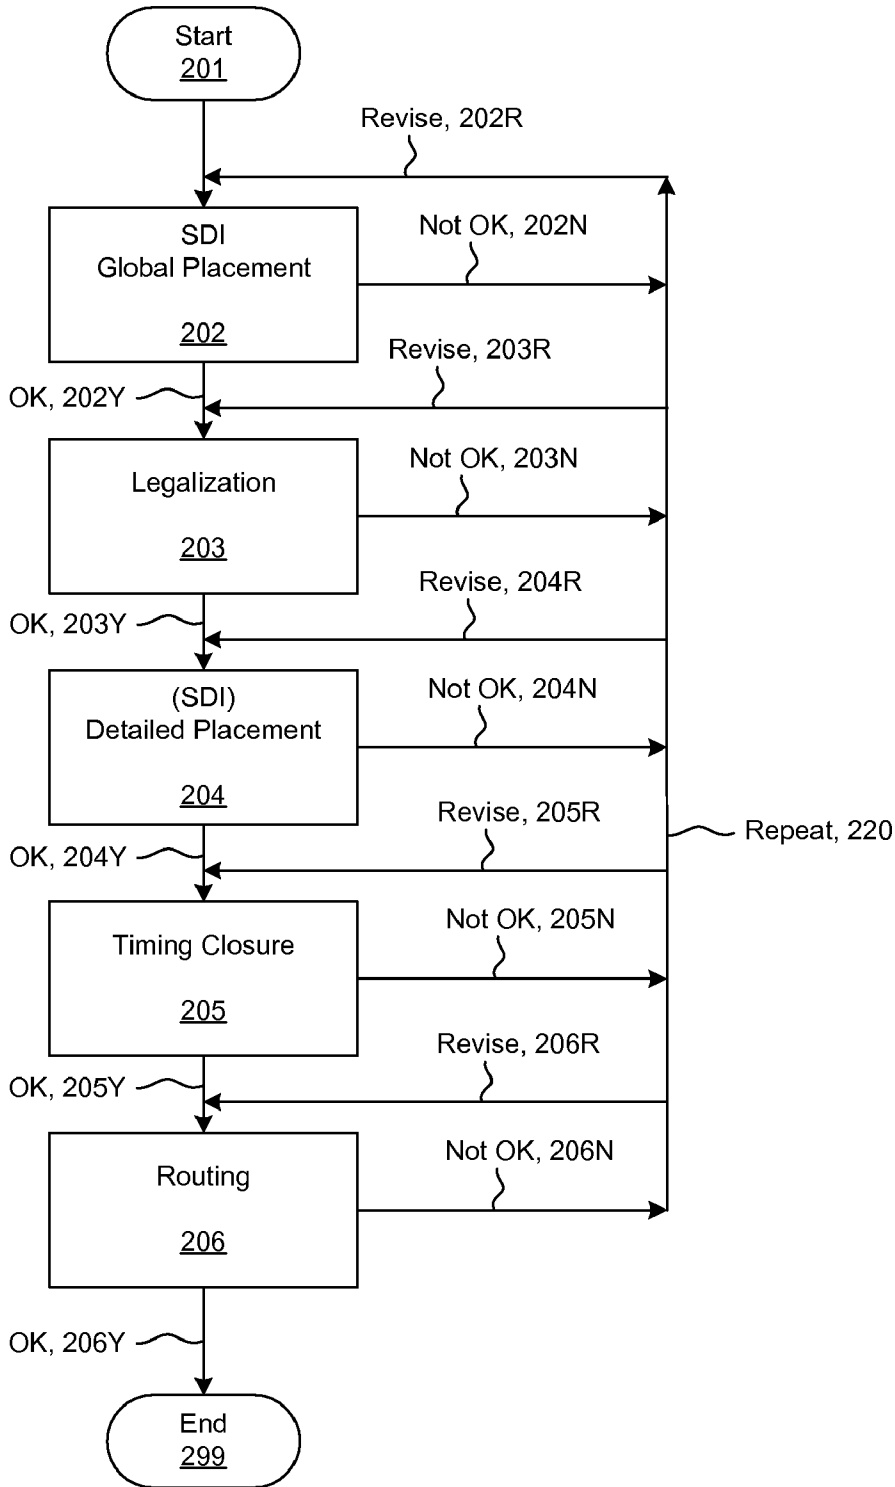 Start
201
Revise, 202R
SDI
Global Placement
202
Not OK, 202N
OK, 202Y
Revise, 203R
Legalization
203
Not OK, 203N
OK, 203Y
Revise, 204R
(SDI)
Detailed Placement
204
Not OK, 204N
Repeat, 220
OK, 204Y
Revise, 205R
Timing Closure
205
Not OK, 205N
OK, 205Y
Revise, 206R
Routing
206
Not OK, 206N
OK, 206Y
End
299